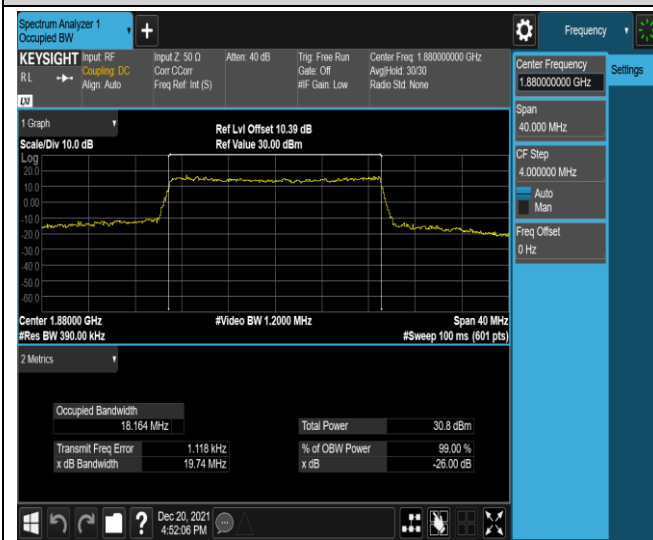 Spectrum Analyzer 1
Occupied BW
Frequency
KEYSIGHT
R L
Input: RF
Coupling: DC
Align: Auto
Input Z: 50 Ω
Corr CCorr
Freq Ref: Int (S)
Atten: 40 dB
Trig: Free Run
Gate: Off
#IF Gain: Low
Center Freq: 1.880000000 GHz
Avg|Hold: 30/30
Radio Std: None
LXI
Center Frequency
1.880000000 GHz
Settings
Span
40.000 MHz
CF Step
4.000000 MHz
Auto
Man
Freq Offset
0 Hz
1 Graph
Scale/Div 10.0 dB
Ref Lvl Offset 10.39 dB
Ref Value 30.00 dBm
Log
20.0
10.0
0.00
-10.0
-20.0
-30.0
-40.0
-50.0
-60.0
Center 1.88000 GHz
#Res BW 390.00 kHz
#Video BW 1.2000 MHz
Span 40 MHz
#Sweep 100 ms (601 pts)
2 Metrics
Occupied Bandwidth
18.164 MHz
Total Power 30.8 dBm
Transmit Freq Error 1.118 kHz
% of OBW Power 99.00 %
x dB Bandwidth 19.74 MHz
x dB -26.00 dB
?
Dec 20, 2021
4:52:06 PM